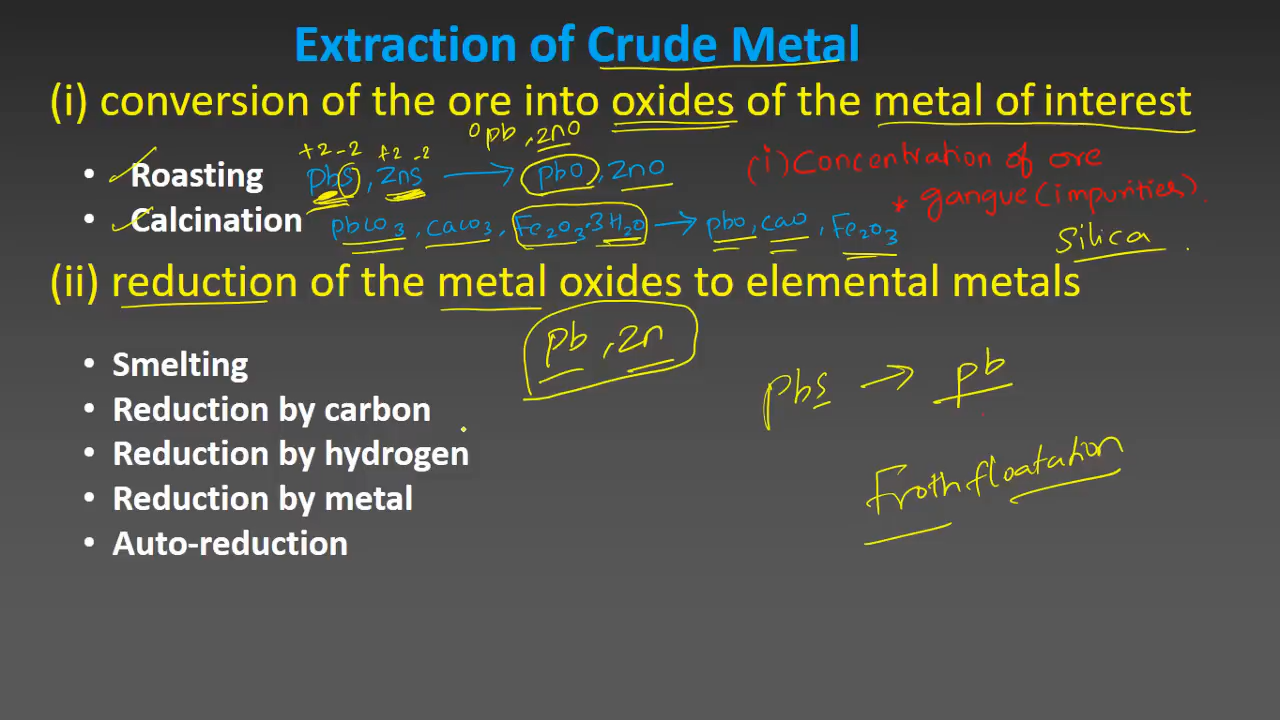 Extraction of Crude Metal
(i) conversion of the ore into oxides of the metal of interest
0pb, zn0
+2-2 +2 -2
• Roasting pbs, zns → pbo, zno
(i) Concentration of ore
* gangue (impurities).
• Calcination pbco3, caco3, Fe2o3.3H2o → pbo, cao, Fe2o3
Silica
(ii) reduction of the metal oxides to elemental metals
pb, zn
• Smelting
pbs → pb
• Reduction by carbon
• Reduction by hydrogen
Froth floatation
• Reduction by metal
• Auto-reduction